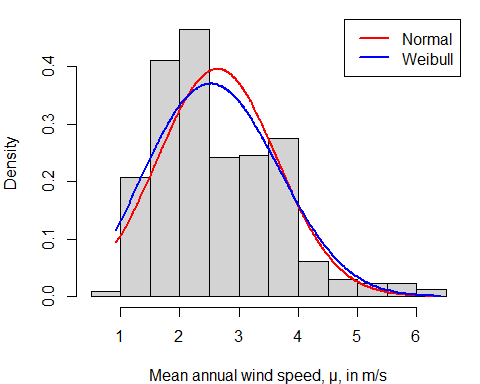 Normal
Weibull
Density
0.0
0.1
0.2
0.3
0.4
1 2 3 4 5 6
Mean annual wind speed, µ, in m/s